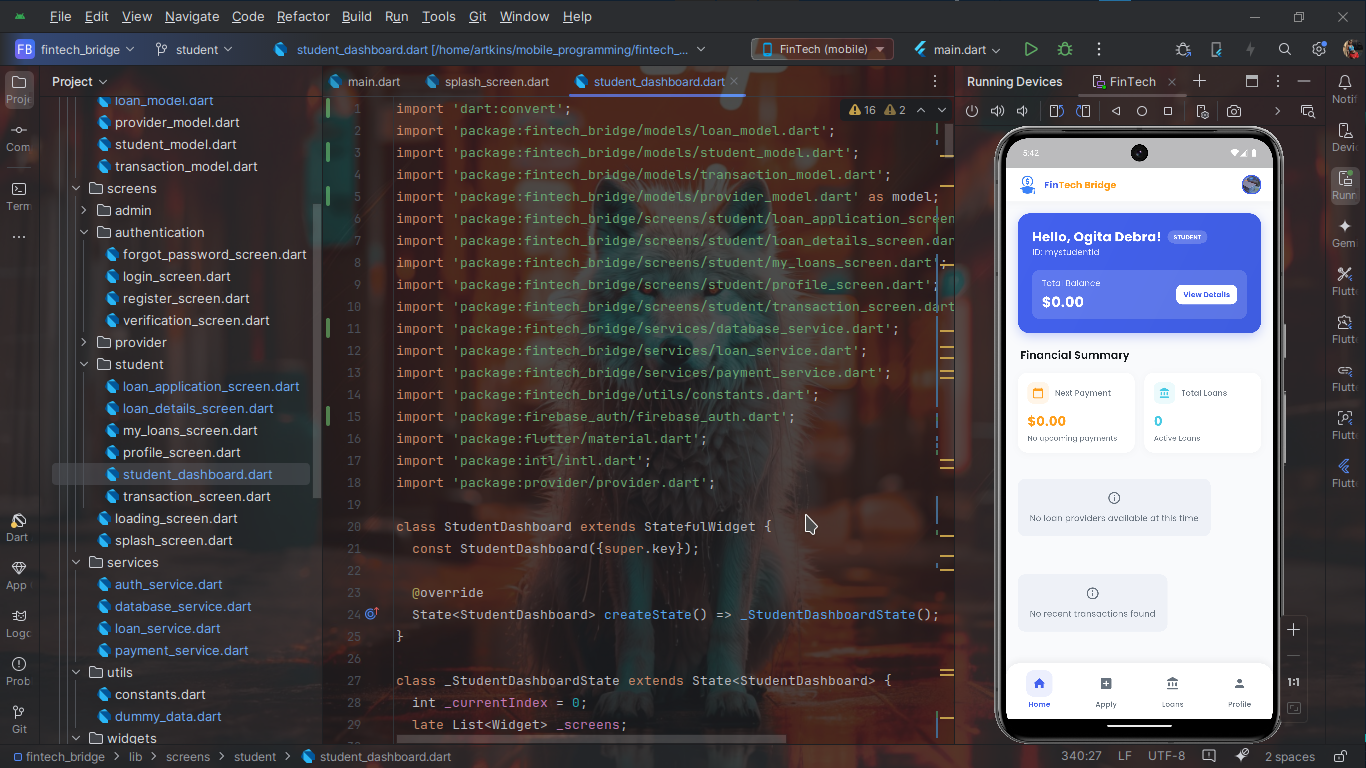 File Edit View Navigate Code Refactor Build Run Tools Git Window Help
FB fintech_bridge student student_dashboard.dart [/home/artkins/mobile_programming/fintech_... FinTech (mobile) main.dart
Project
loan_model.dart
provider_model.dart
student_model.dart
transaction_model.dart
screens
admin
authentication
forgot_password_screen.dart
login_screen.dart
register_screen.dart
verification_screen.dart
provider
student
loan_application_screen.dart
loan_details_screen.dart
my_loans_screen.dart
profile_screen.dart
student_dashboard.dart
transaction_screen.dart
loading_screen.dart
splash_screen.dart
services
auth_service.dart
database_service.dart
loan_service.dart
payment_service.dart
utils
constants.dart
dummy_data.dart
widgets
Proj
Com
Term
Dart
App
Logc
Prob
Git
main.dart splash_screen.dart student_dashboard.dart
16 2
1 import 'dart:convert';
2 import 'package:fintech_bridge/models/loan_model.dart';
3 import 'package:fintech_bridge/models/student_model.dart';
4 import 'package:fintech_bridge/models/transaction_model.dart';
5 import 'package:fintech_bridge/models/provider_model.dart' as model;
6 import 'package:fintech_bridge/screens/student/loan_application_screen
7 import 'package:fintech_bridge/screens/student/loan_details_screen.dar
8 import 'package:fintech_bridge/screens/student/my_loans_screen.dart';
9 import 'package:fintech_bridge/screens/student/profile_screen.dart';
10 import 'package:fintech_bridge/screens/student/transaction_screen.dart
11 import 'package:fintech_bridge/services/database_service.dart';
12 import 'package:fintech_bridge/services/loan_service.dart';
13 import 'package:fintech_bridge/services/payment_service.dart';
14 import 'package:fintech_bridge/utils/constants.dart';
15 import 'package:firebase_auth/firebase_auth.dart';
16 import 'package:flutter/material.dart';
17 import 'package:intl/intl.dart';
18 import 'package:provider/provider.dart';
19
20 class StudentDashboard extends StatefulWidget {
21 const StudentDashboard({super.key});
22
23 @override
24 State<StudentDashboard> createState() => _StudentDashboardState();
25 }
26
27 class _StudentDashboardState extends State<StudentDashboard> {
28 int _currentIndex = 0;
29 late List<Widget> _screens;
Running Devices FinTech
5:42
FinTech Bridge
Hello, Ogita Debra! STUDENT
ID: mystudentid
Total Balance
$0.00
View Details
Financial Summary
Next Payment
$0.00
No upcoming payments
Total Loans
0
Active Loans
No loan providers available at this time
No recent transactions found
Home Apply Loans Profile
1:1
Notif
Devic
Runn
Gem
Flutt
Flutt
Flutt
Flutt
Flutt
fintech_bridge lib screens student student_dashboard.dart
340:27 LF UTF-8 2 spaces